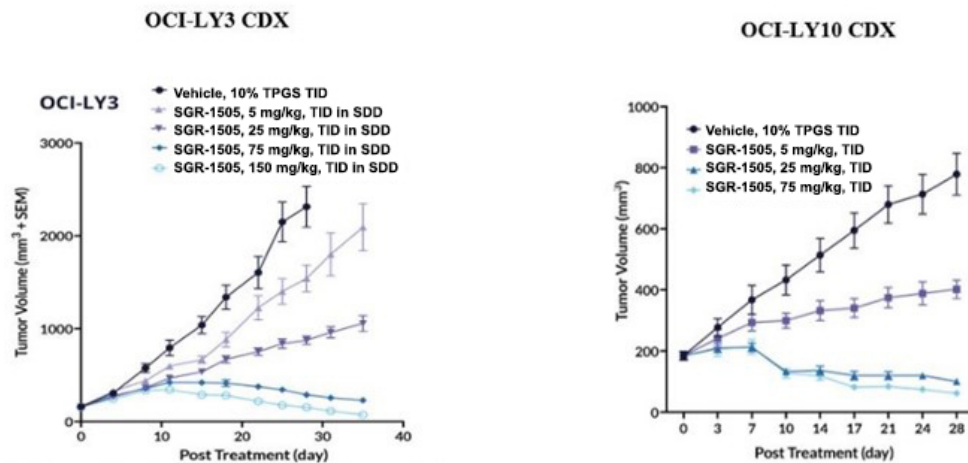 OCI-LY3 CDX
OCI-LY3
Vehicle, 10% TPGS TID
SGR-1505, 5 mg/kg, TID in SDD
SGR-1505, 25 mg/kg, TID in SDD
SGR-1505, 75 mg/kg, TID in SDD
SGR-1505, 150 mg/kg, TID in SDD
Tumor Volume (mm³ + SEM)
3000
2000
1000
0
0 10 20 30 40
Post Treatment (day)
OCI-LY10 CDX
Vehicle, 10% TPGS TID
SGR-1505, 5 mg/kg, TID
SGR-1505, 25 mg/kg, TID
SGR-1505, 75 mg/kg, TID
Tumor Volume (mm³)
1000
800
600
400
200
0
0 3 7 10 14 17 21 24 28
Post Treatment (day)